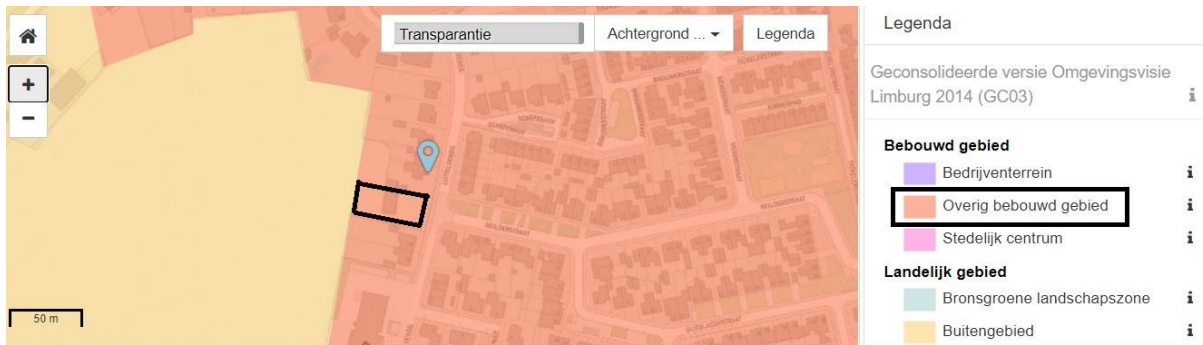 Transparantie
Achtergrond ...
Legenda
+
−
MULDERSTRAAT
50 m
Legenda
Geconsolideerde versie Omgevingsvisie
Limburg 2014 (GC03)
Bebouwd gebied
Bedrijventerrein
Overig bebouwd gebied
Stedelijk centrum
Landelijk gebied
Bronsgroene landschapszone
Buitengebied